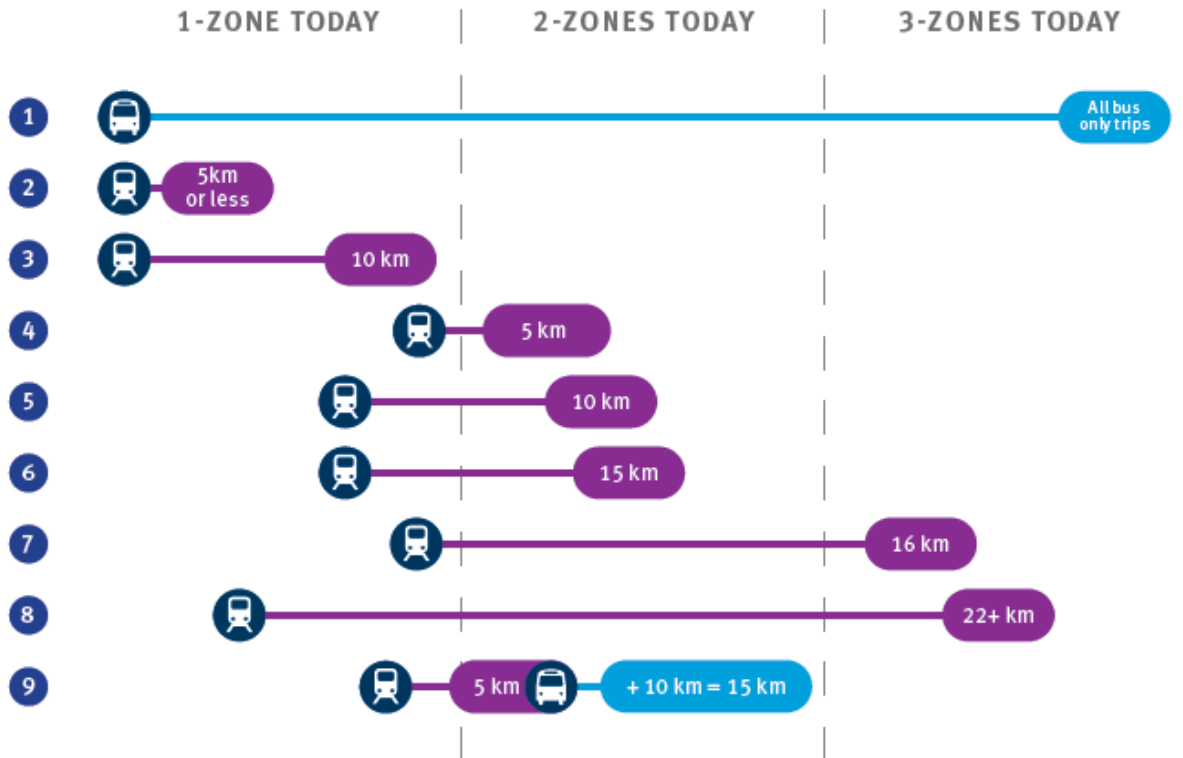 1-ZONE TODAY
2-ZONES TODAY
3-ZONES TODAY
1
All bus
only trips
2
5km
or less
3
10 km
4
5 km
5
10 km
6
15 km
7
16 km
8
22+ km
9
5 km
+ 10 km = 15 km